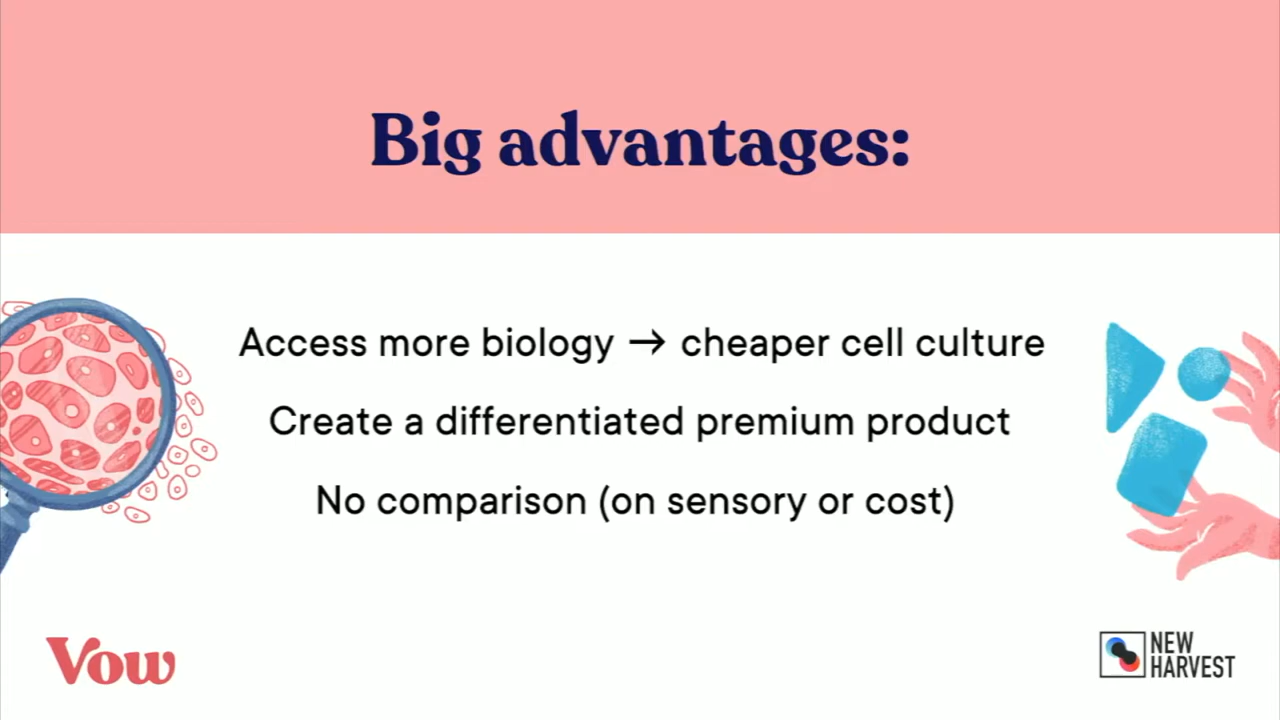 Big advantages:
Access more biology → cheaper cell culture
Create a differentiated premium product
No comparison (on sensory or cost)
Vow
NEW
HARVEST